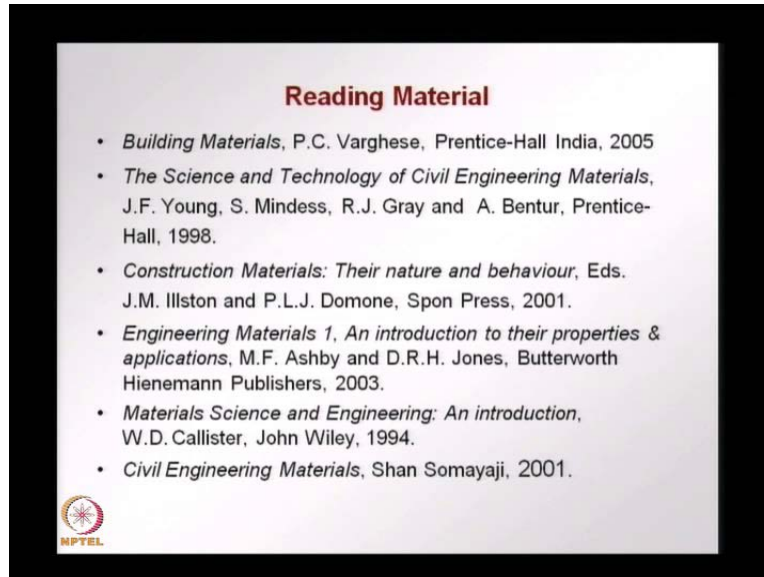 Reading Material
• Building Materials, P.C. Varghese, Prentice-Hall India, 2005
• The Science and Technology of Civil Engineering Materials,
J.F. Young, S. Mindess, R.J. Gray and A. Bentur, Prentice-
Hall, 1998.
• Construction Materials: Their nature and behaviour, Eds.
J.M. Illston and P.L.J. Domone, Spon Press, 2001.
• Engineering Materials 1, An introduction to their properties &
applications, M.F. Ashby and D.R.H. Jones, Butterworth
Hienemann Publishers, 2003.
• Materials Science and Engineering: An introduction,
W.D. Callister, John Wiley, 1994.
• Civil Engineering Materials, Shan Somayaji, 2001.
NPTEL